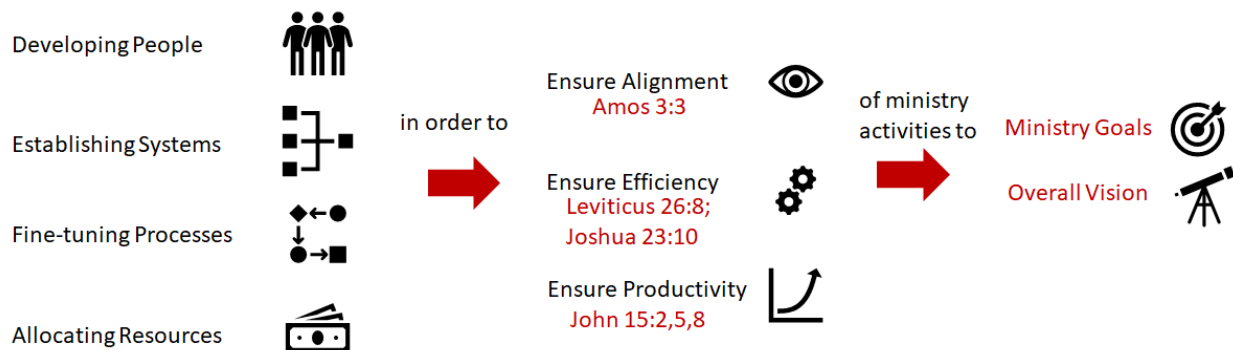 Developing People
Establishing Systems
Fine-tuning Processes
Allocating Resources
in order to
Ensure Alignment
Amos 3:3
Ensure Efficiency
Leviticus 26:8;
Joshua 23:10
Ensure Productivity
John 15:2,5,8
of ministry
activities to
Ministry Goals
Overall Vision